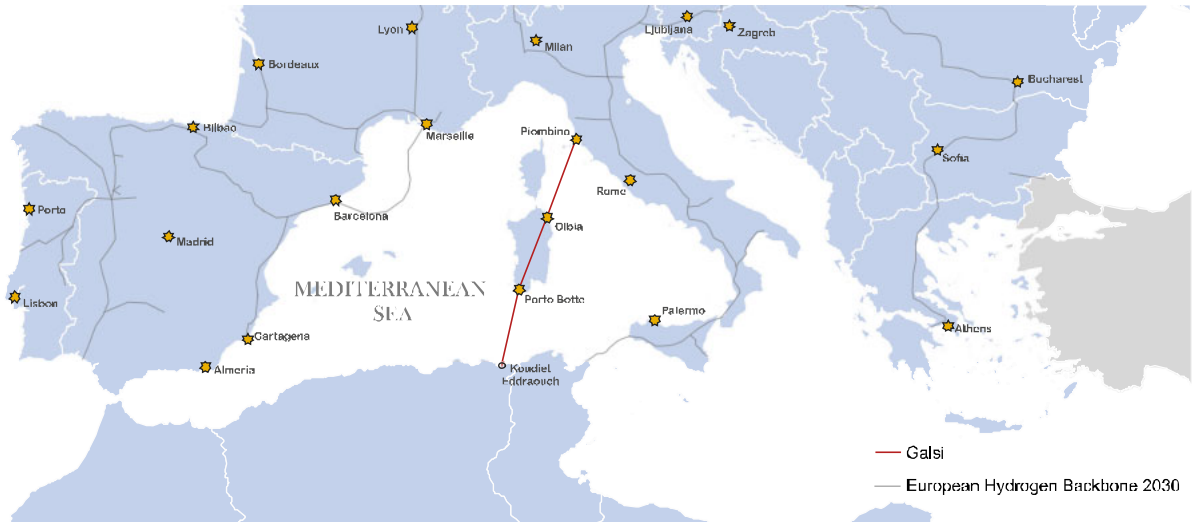 Lyon
Milan
Ljubljana
Zagreb
Bordeaux
Bucharest
Bilbao
Marseille
Piombino
Sofia
Rome
Porto
Barcelona
Olbia
Madrid
MEDITERRANEAN
SEA
Lisbon
Porto Botte
Palermo
Cartagena
Athens
Almeria
Koudiet
Eddraouch
Galsi
European Hydrogen Backbone 2030